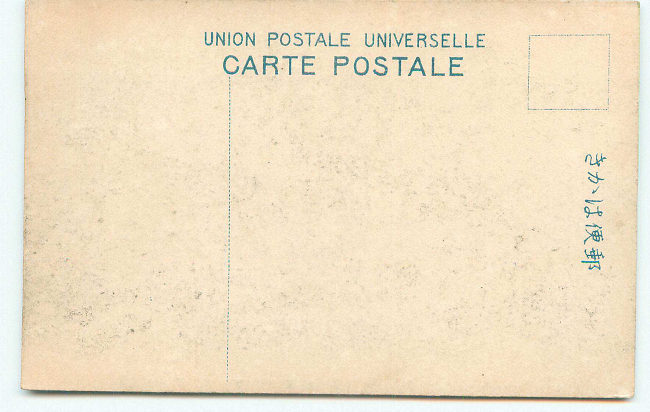 UNION POSTALE UNIVERSELLE
CARTE POSTALE
きかは便郵